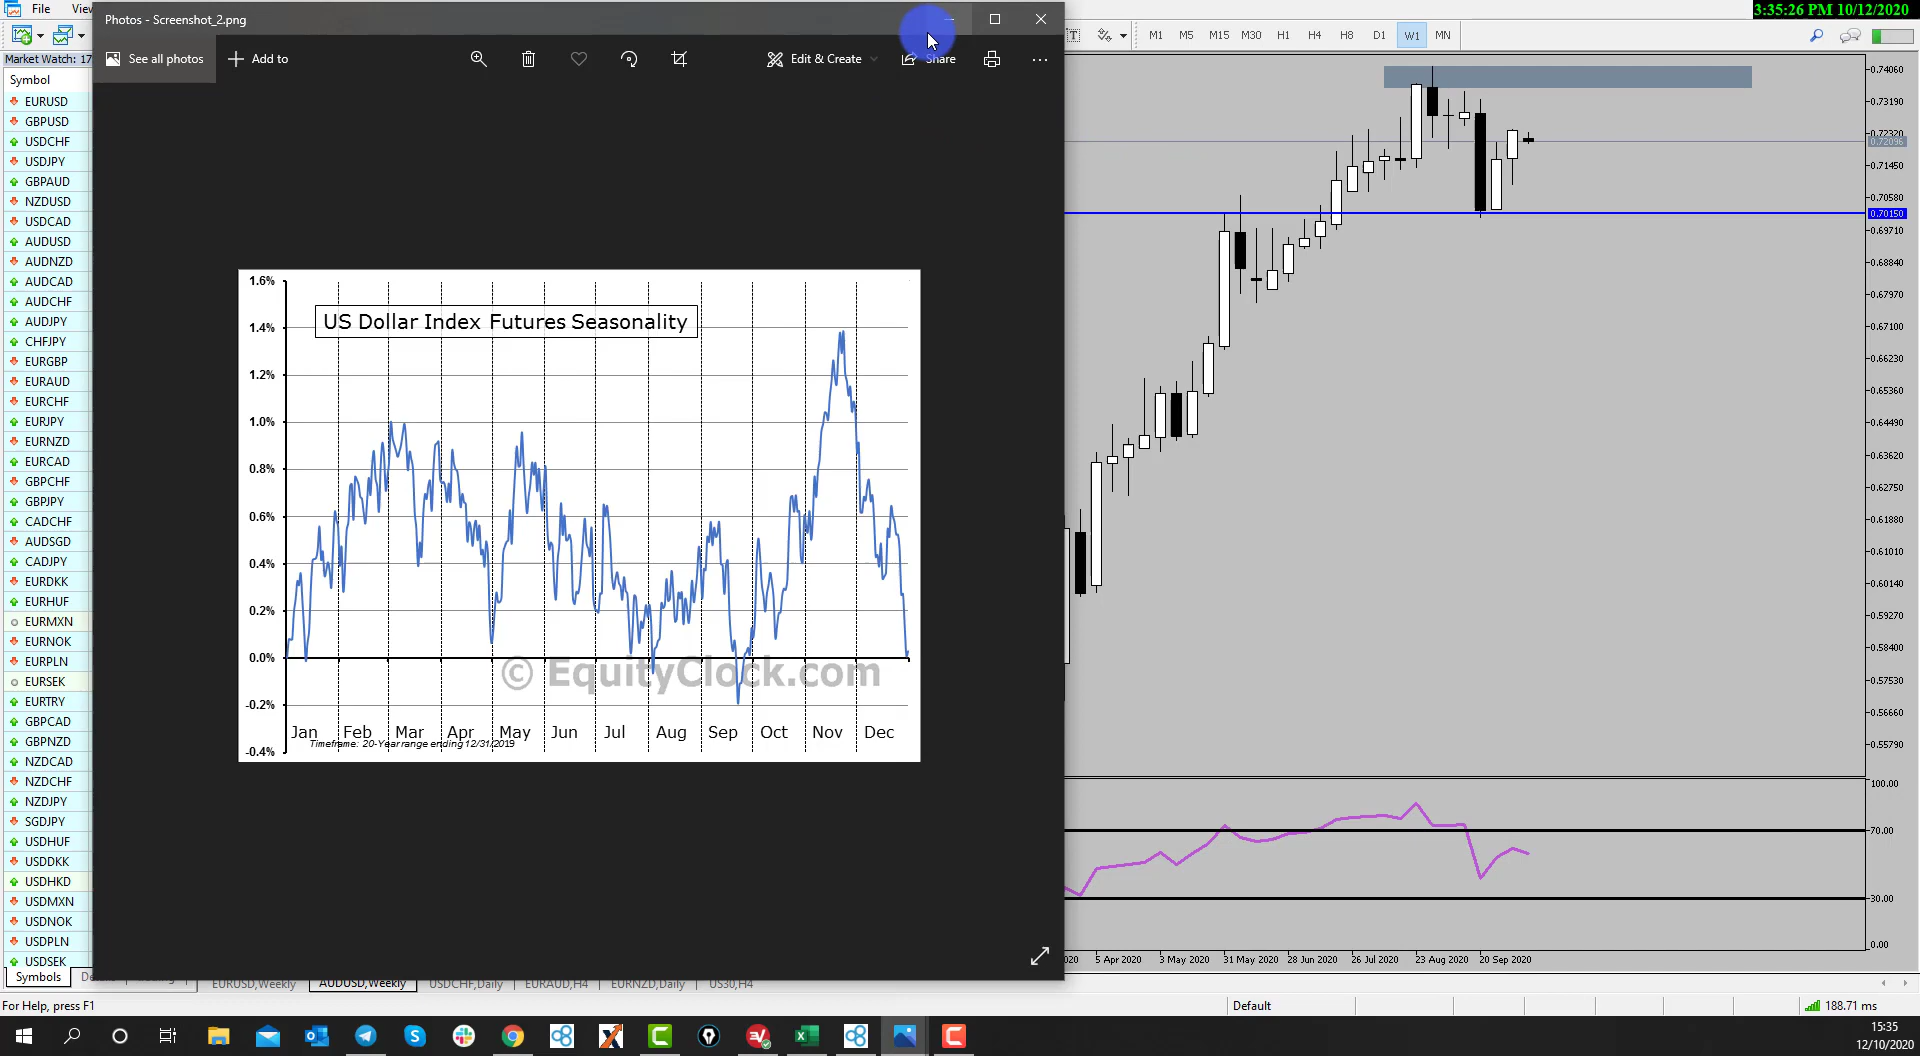 Photos - Screenshot_2.png
File
3:35:26 PM 10/12/2020
See all photos
Add to
Edit & Create
Share
M1 M5 M15 M30 H1 H4 H8 D1 W1 MN
Market Watch: 17
Symbol
EURUSD
GBPUSD
USDCHF
USDJPY
GBPAUD
NZDUSD
USDCAD
AUDUSD
AUDNZD
AUDCAD
AUDCHF
AUDJPY
CHFJPY
EURGBP
EURAUD
EURCHF
EURJPY
EURNZD
EURCAD
GBPCHF
GBPJPY
CADCHF
AUDSGD
CADJPY
EURDKK
EURHUF
EURMXN
EURNOK
EURPLN
EURSEK
EURTRY
GBPCAD
GBPNZD
NZDCAD
NZDCHF
NZDJPY
SGDJPY
USDHUF
USDDKK
USDHKD
USDMXN
USDNOK
USDPLN
USDSEK
Symbols
US Dollar Index Futures Seasonality
1.6%
1.4%
1.2%
1.0%
0.8%
0.6%
0.4%
0.2%
0.0%
-0.2%
-0.4%
© EquityClock.com
Jan Feb Mar Apr May Jun Jul Aug Sep Oct Nov Dec
Timeframe: 20-Year range ending 12/31/2019
0.74060
0.73190
0.72320
0.72096
0.71450
0.70580
0.70150
0.69710
0.68840
0.67970
0.67100
0.66230
0.65360
0.64490
0.63620
0.62750
0.61880
0.61010
0.60140
0.59270
0.58400
0.57530
0.56660
0.55790
100.00
70.00
30.00
0.00
5 Apr 2020 3 May 2020 31 May 2020 28 Jun 2020 26 Jul 2020 23 Aug 2020 20 Sep 2020
EURUSD,Weekly AUDUSD,Weekly USDCHF,Daily EURAUD,H4 EURNZD,Daily US30,H4
For Help, press F1
Default
188.71 ms
15:35
12/10/2020